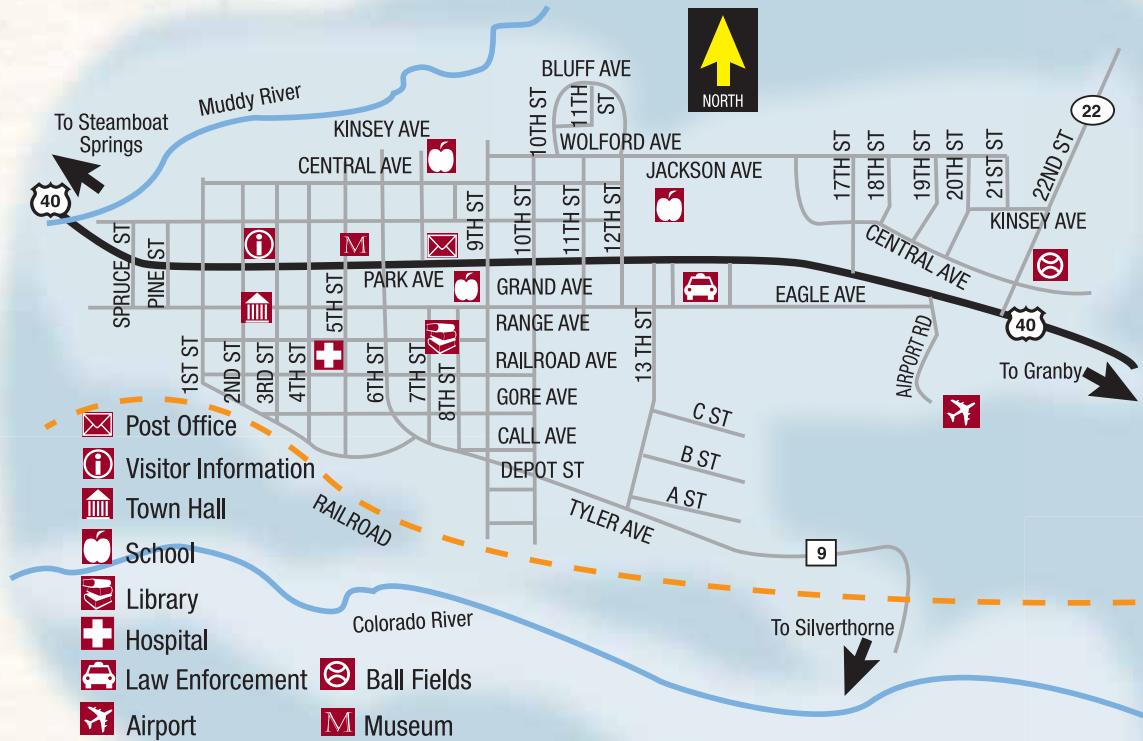 BLUFF AVE
NORTH
Muddy River
To Steamboat
Springs
40
KINSEY AVE
CENTRAL AVE
10TH ST
11TH
ST
WOLFORD AVE
JACKSON AVE
22
17TH ST
18TH ST
19TH ST
20TH ST
21ST ST
22ND ST
KINSEY AVE
CENTRAL AVE
SPRUCE ST
PINE ST
M
9TH ST
10TH ST
11TH ST
12TH ST
PARK AVE
GRAND AVE
EAGLE AVE
5TH ST
RANGE AVE
RAILROAD AVE
GORE AVE
CALL AVE
DEPOT ST
1ST ST
2ND ST
3RD ST
4TH ST
6TH ST
7TH ST
8TH ST
13 TH ST
AIRPORT RD
40
To Granby
C ST
B ST
A ST
TYLER AVE
9
RAILROAD
Colorado River
To Silverthorne
Post Office
Visitor Information
Town Hall
School
Library
Hospital
Law Enforcement
Ball Fields
Airport
M Museum